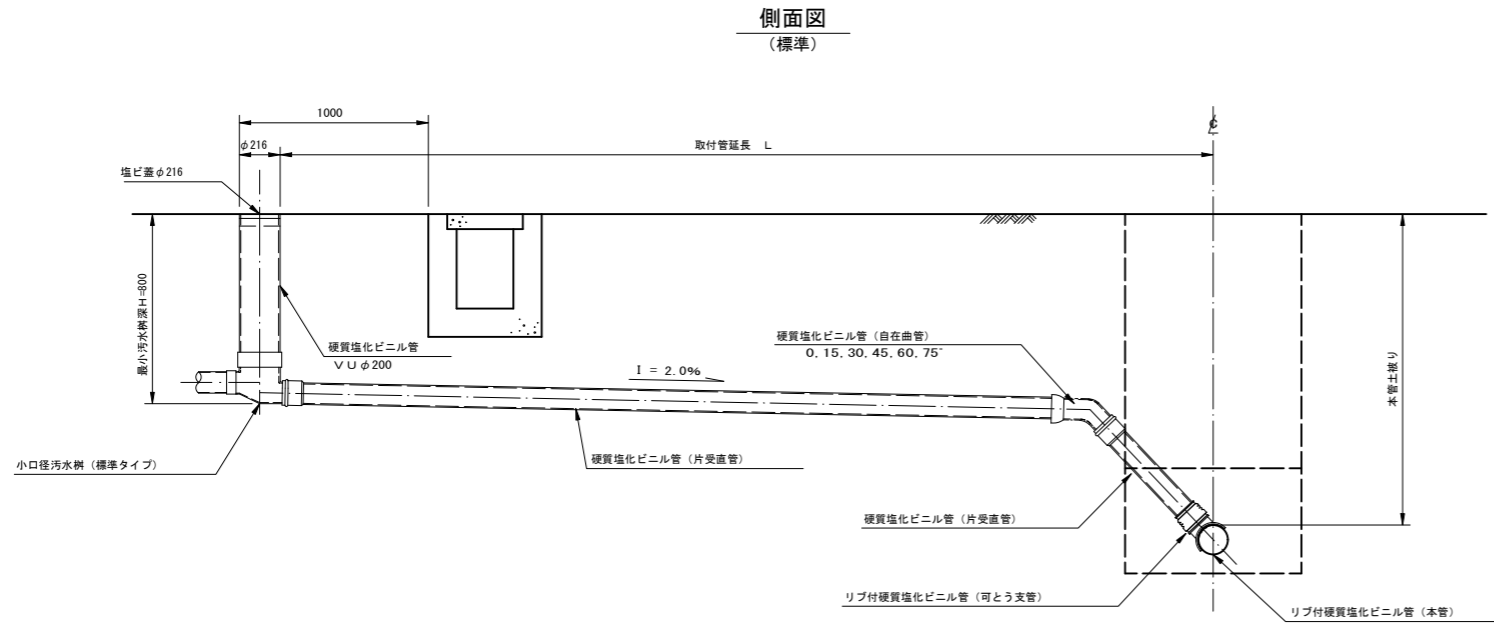 側面図
(標準)
1000
φ216
取付管延長 L
塩ビ蓋φ216
最小汚水桝深H=800
硬質塩化ビニル管
VUφ200
I = 2.0%
硬質塩化ビニル管（自在曲管）
0, 15, 30, 45, 60, 75°
本管土被り
小口径汚水桝（標準タイプ）
硬質塩化ビニル管（片受直管）
硬質塩化ビニル管（片受直管）
リブ付硬質塩化ビニル管（可とう支管）
リブ付硬質塩化ビニル管（本管）